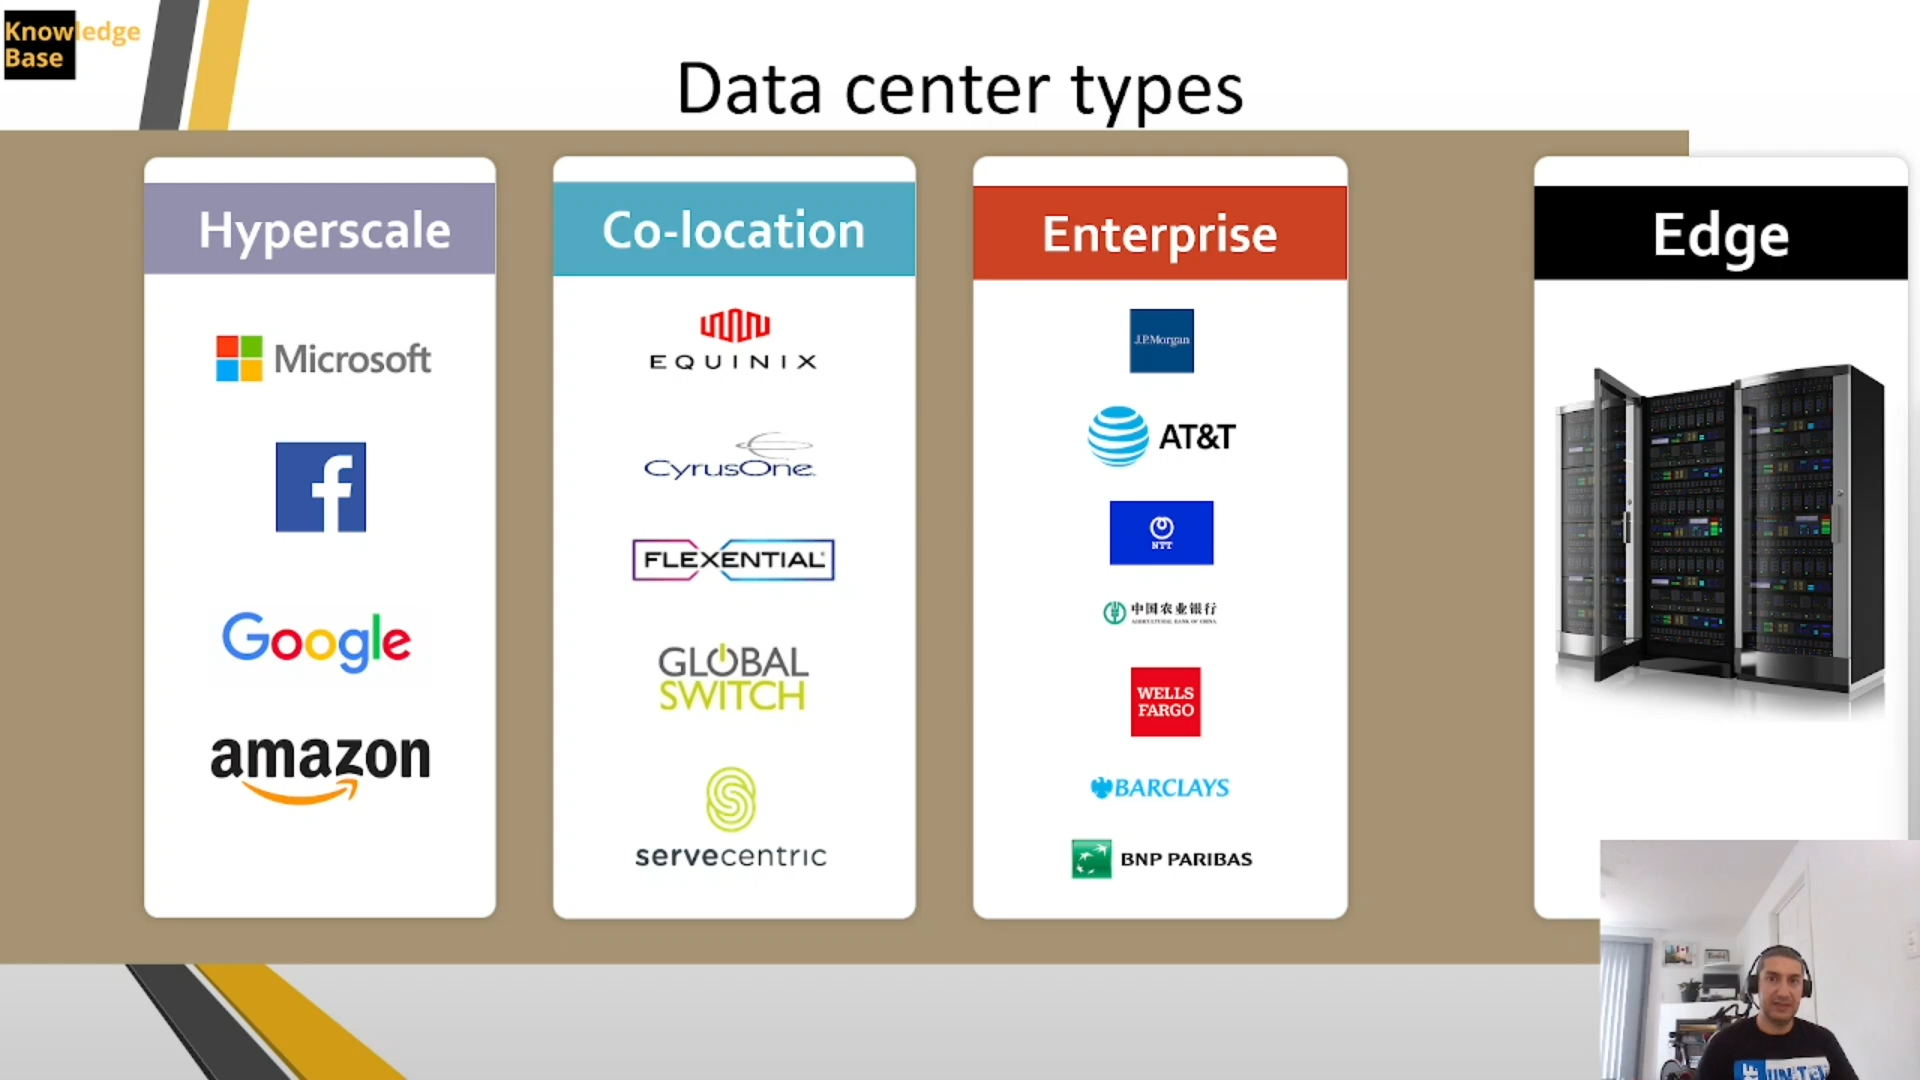 Knowledge
Base
Data center types
Hyperscale
Microsoft
Google
amazon
Co-location
EQUINIX
CyrusOne
FLEXENTIAL
GLOBAL
SWITCH
servecentric
Enterprise
J.P.Morgan
AT&T
NTT
中国农业银行
AGRICULTURAL BANK OF CHINA
WELLS
FARGO
BARCLAYS
BNP PARIBAS
Edge